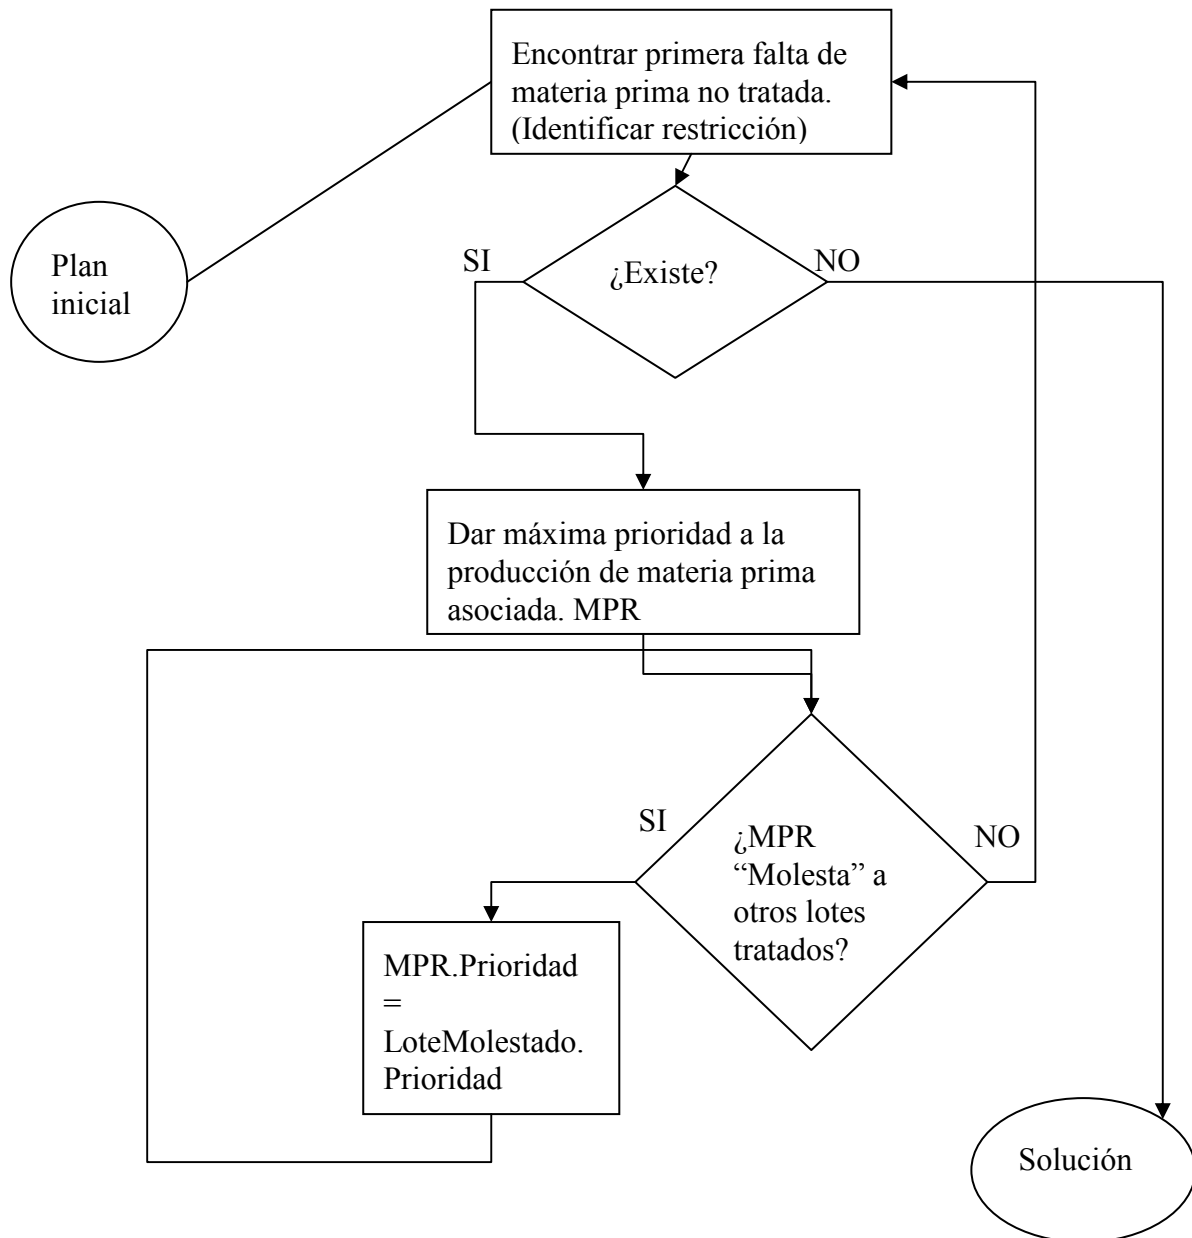 Encontrar primera falta de
materia prima no tratada.
(Identificar restricción)
Plan
inicial
SI
¿Existe?
NO
Dar máxima prioridad a la
producción de materia prima
asociada. MPR
SI
¿MPR
“Molesta” a
otros lotes
tratados?
NO
MPR.Prioridad
=
LoteMolestado.
Prioridad
Solución